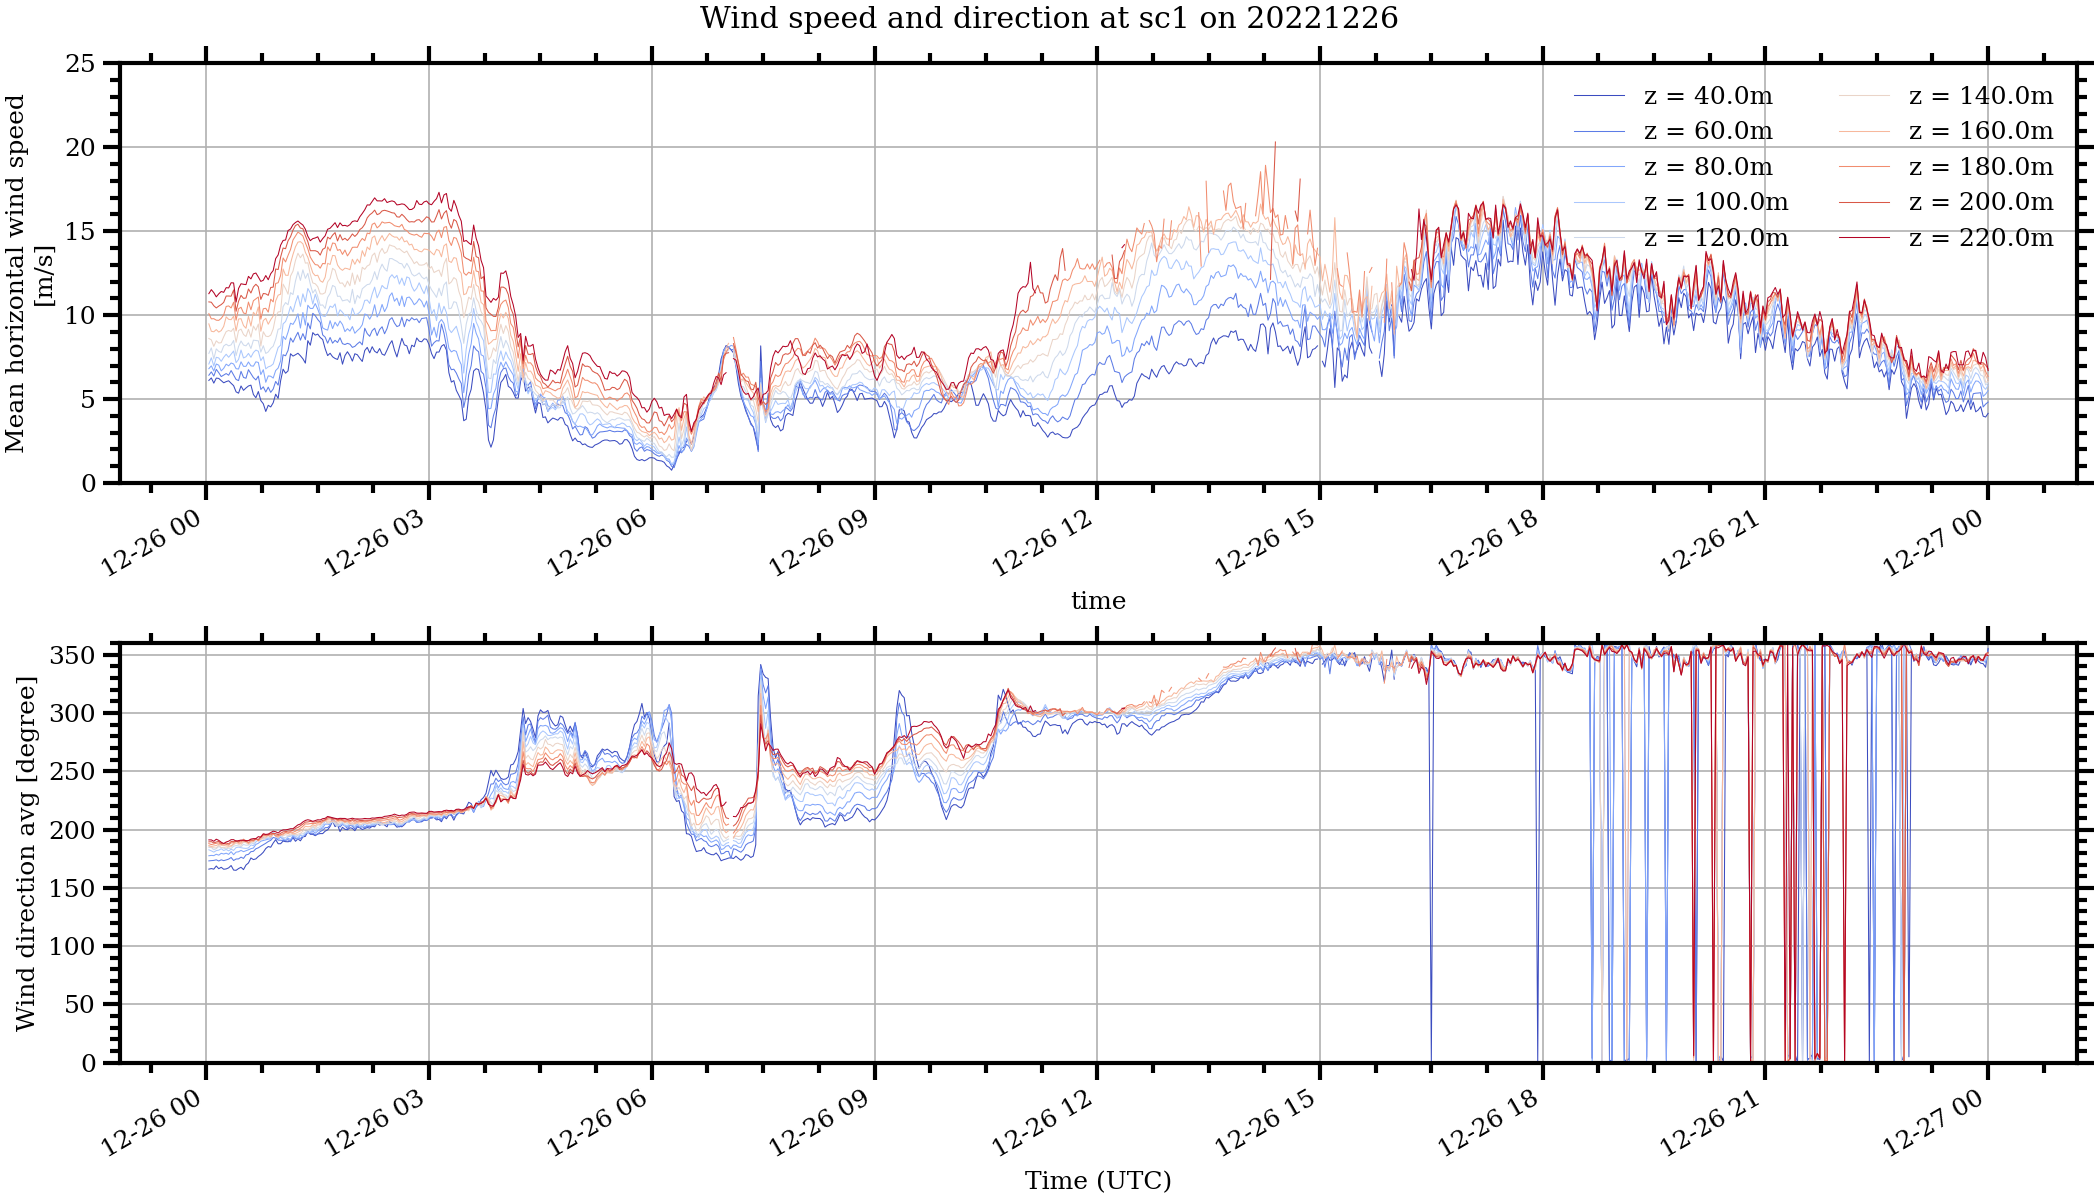 Wind speed and direction at sc1 on 20221226
Mean horizontal wind speed
[m/s]
25
20
15
10
5
0
z = 40.0m
z = 60.0m
z = 80.0m
z = 100.0m
z = 120.0m
z = 140.0m
z = 160.0m
z = 180.0m
z = 200.0m
z = 220.0m
12-26 00
12-26 03
12-26 06
12-26 09
12-26 12
12-26 15
12-26 18
12-26 21
12-27 00
time
Wind direction avg [degree]
350
300
250
200
150
100
50
0
12-26 00
12-26 03
12-26 06
12-26 09
12-26 12
12-26 15
12-26 18
12-26 21
12-27 00
Time (UTC)